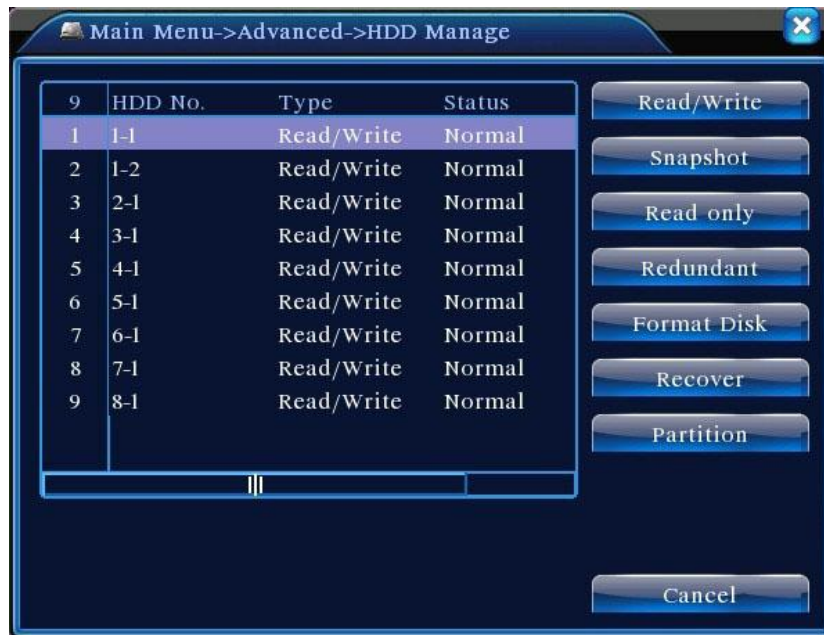 Main Menu->Advanced->HDD Manage
9 HDD No. Type Status
1 1-1 Read/Write Normal
2 1-2 Read/Write Normal
3 2-1 Read/Write Normal
4 3-1 Read/Write Normal
5 4-1 Read/Write Normal
6 5-1 Read/Write Normal
7 6-1 Read/Write Normal
8 7-1 Read/Write Normal
9 8-1 Read/Write Normal
Read/Write
Snapshot
Read only
Redundant
Format Disk
Recover
Partition
Cancel